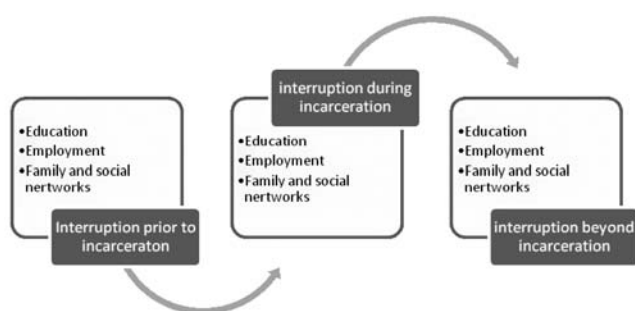 •Education
•Employment
•Family and social
nertworks
Interruption prior to
incarceraton
interruption during
incarceration
•Education
•Employment
•Family and social
nertworks
•Education
•Employment
•Family and social
nertworks
interruption beyond
incarceration